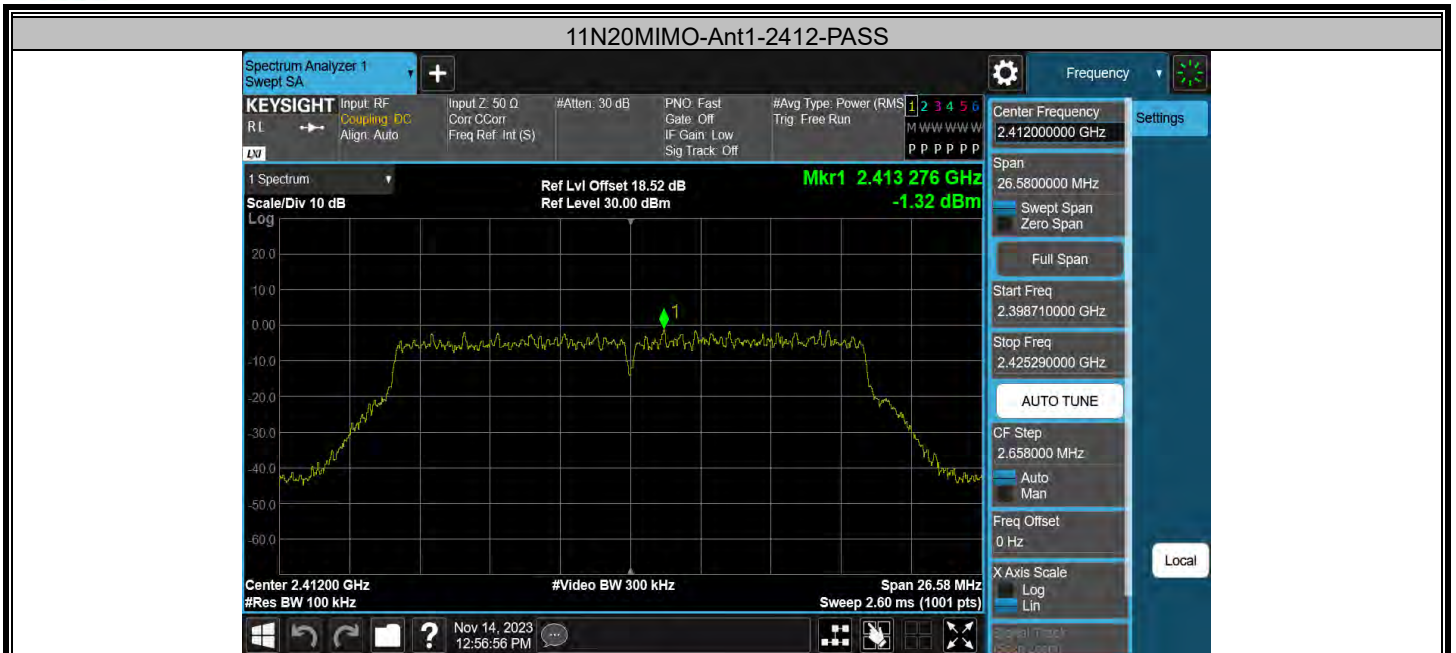 11N20MIMO-Ant1-2412-PASS
Spectrum Analyzer 1
Swept SA
Frequency
KEYSIGHT
RL
LXI
Input: RF
Coupling: DC
Align: Auto
Input Z: 50 Ω
Corr CCorr
Freq Ref: Int (S)
#Atten: 30 dB
PNO: Fast
Gate: Off
IF Gain: Low
Sig Track: Off
#Avg Type: Power (RMS
Trig: Free Run
1 2 3 4 5 6
M W W W W W
P P P P P P
1 Spectrum
Scale/Div 10 dB
Log
Ref Lvl Offset 18.52 dB
Ref Level 30.00 dBm
Mkr1 2.413 276 GHz
-1.32 dBm
20.0
10.0
0.00
-10.0
-20.0
-30.0
-40.0
-50.0
-60.0
1
Center 2.41200 GHz
#Res BW 100 kHz
#Video BW 300 kHz
Span 26.58 MHz
Sweep 2.60 ms (1001 pts)
Nov 14, 2023
12:56:56 PM
Center Frequency
2.412000000 GHz
Settings
Span
26.5800000 MHz
Swept Span
Zero Span
Full Span
Start Freq
2.398710000 GHz
Stop Freq
2.425290000 GHz
AUTO TUNE
CF Step
2.658000 MHz
Auto
Man
Freq Offset
0 Hz
X Axis Scale
Log
Lin
Local
Signal Track